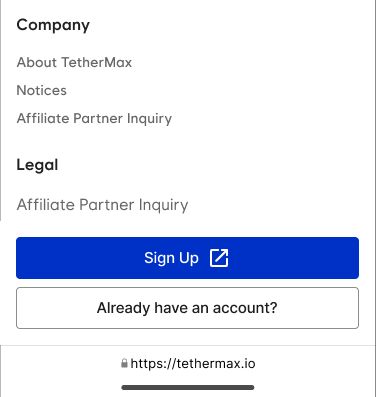 Company
About TetherMax
Notices
Affiliate Partner Inquiry
Legal
Affiliate Partner Inquiry
Sign Up
Already have an account?
https://tethermax.io